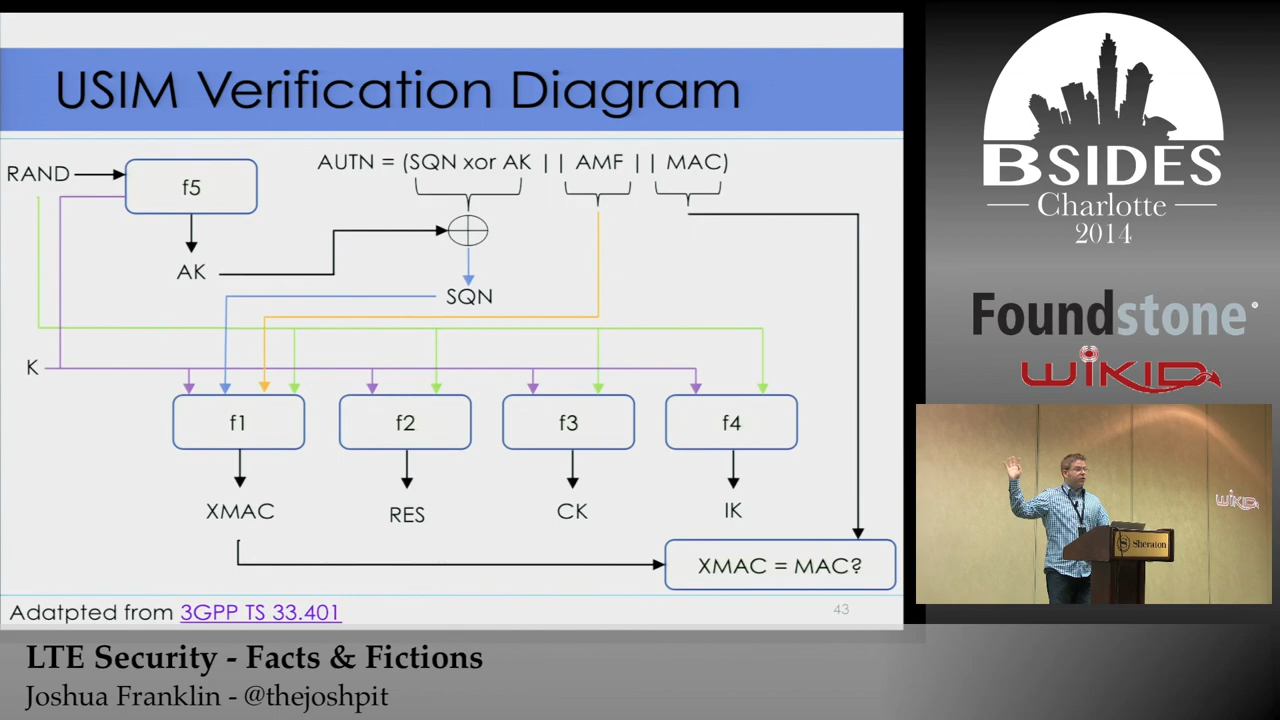 USIM Verification Diagram
RAND
f5
AUTN = (SQN xor AK || AMF || MAC)
AK
SQN
K
f1
f2
f3
f4
XMAC
RES
CK
IK
XMAC = MAC?
Adatpted from 3GPP TS 33.401
43
LTE Security - Facts & Fictions
Joshua Franklin - @thejoshpit
BSIDES
Charlotte
2014
Foundstone
WiKID
WiKID
Sheraton